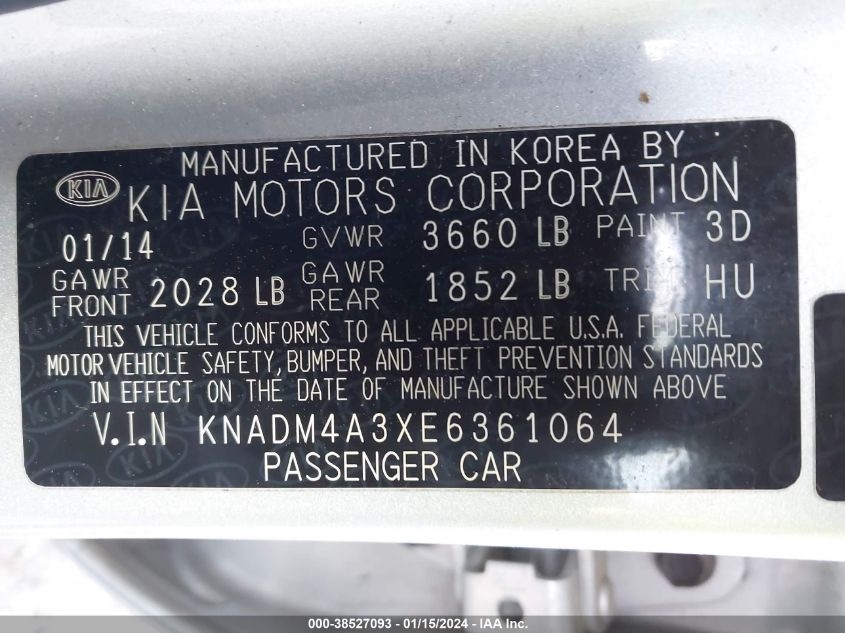 MANUFACTURED IN KOREA BY
KIA KIA MOTORS CORPORATION
01/14 GVWR 3660 LB PAINT 3D
GAWR FRONT 2028 LB GAWR REAR 1852 LB TRIM HU
THIS VEHICLE CONFORMS TO ALL APPLICABLE U.S.A. FEDERAL
MOTOR VEHICLE SAFETY, BUMPER, AND THEFT PREVENTION STANDARDS
IN EFFECT ON THE DATE OF MANUFACTURE SHOWN ABOVE
V.I.N KNADM4A3XE6361064
PASSENGER CAR
000-38527093 - 01/15/2024 - IAA Inc.